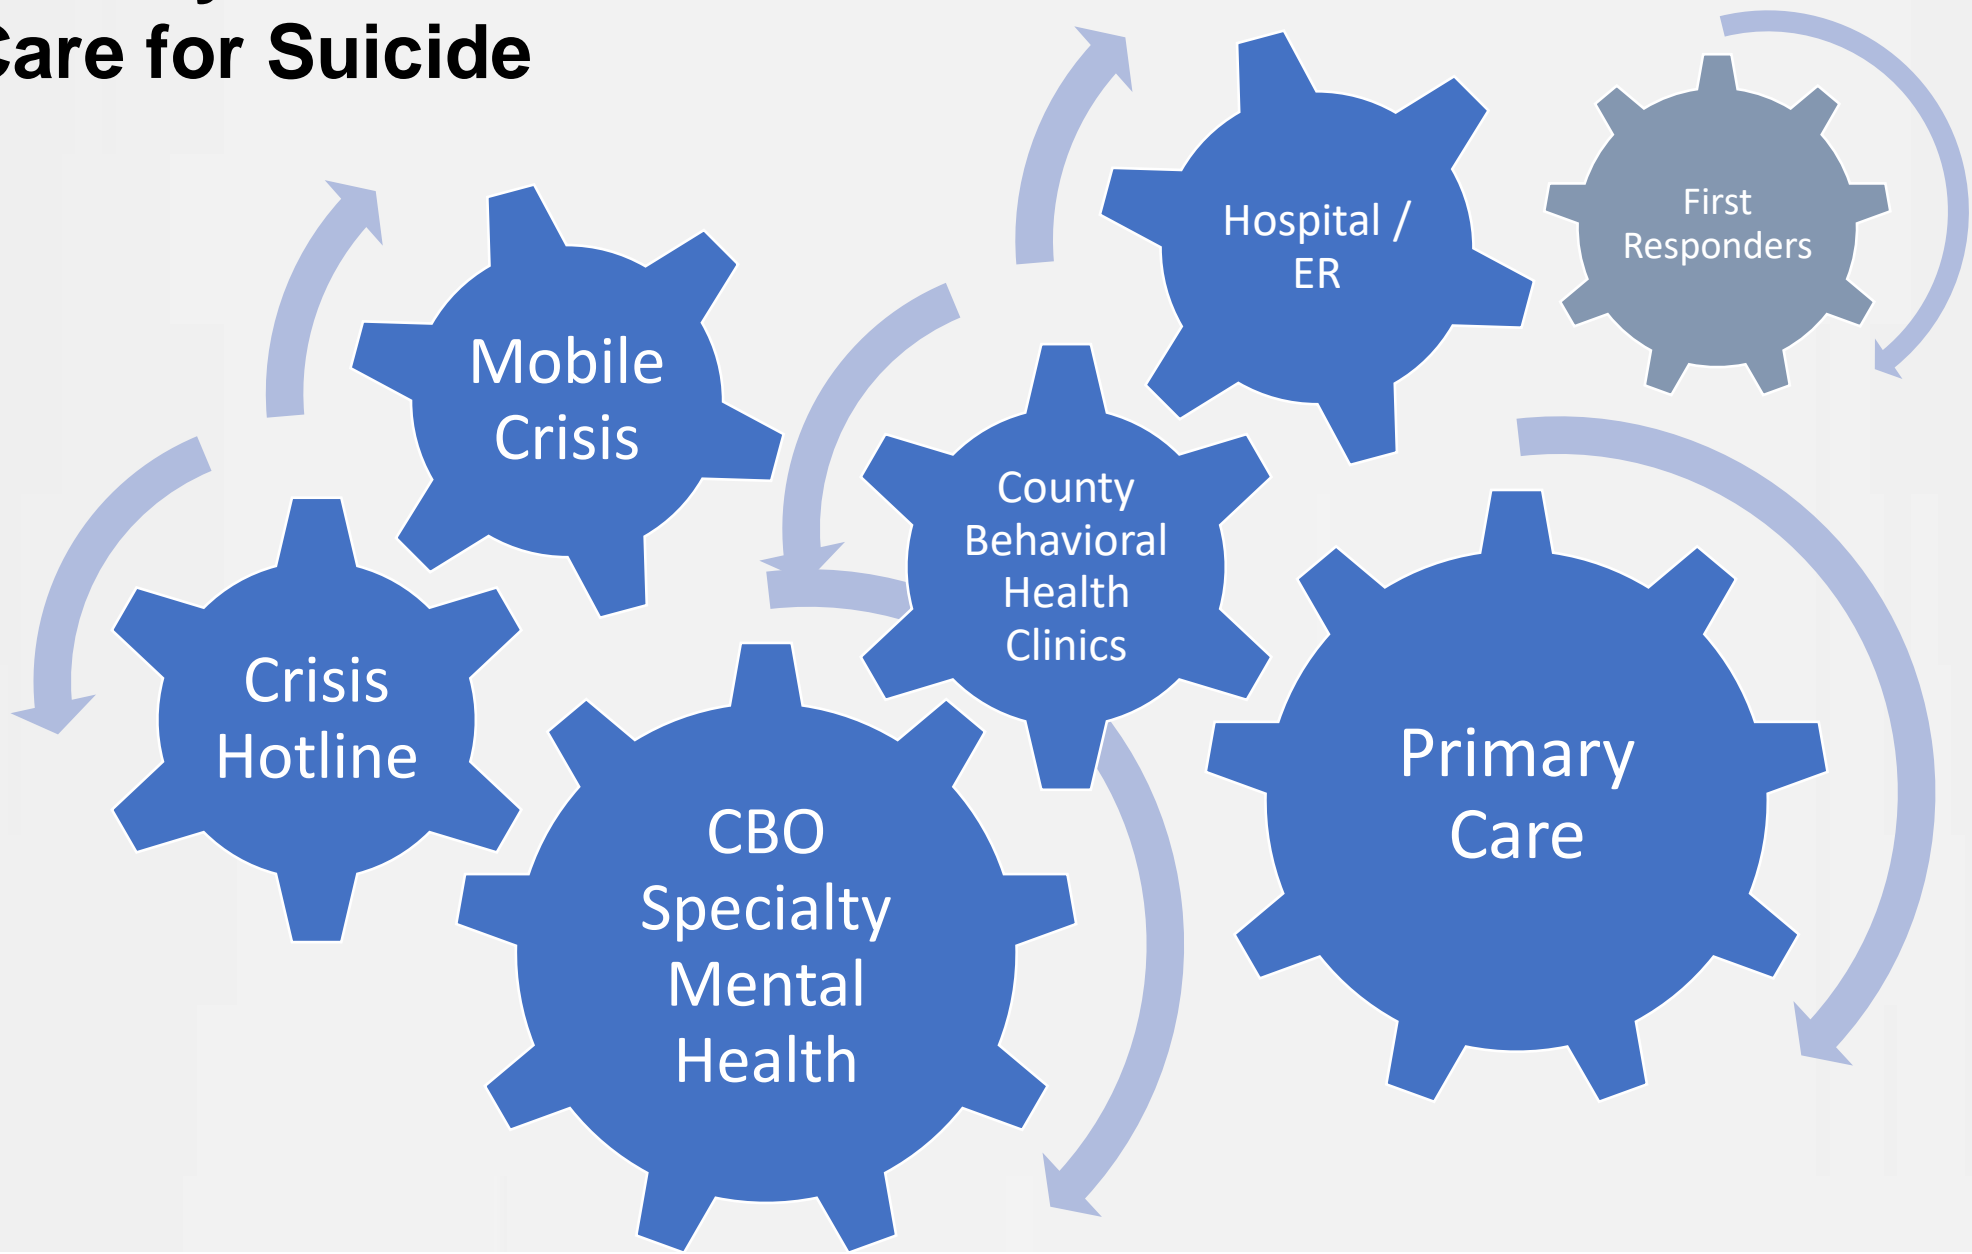 Care for Suicide
First
Responders
Hospital /
ER
Mobile
Crisis
County
Behavioral
Health
Clinics
Crisis
Hotline
Primary
Care
CBO
Specialty
Mental
Health